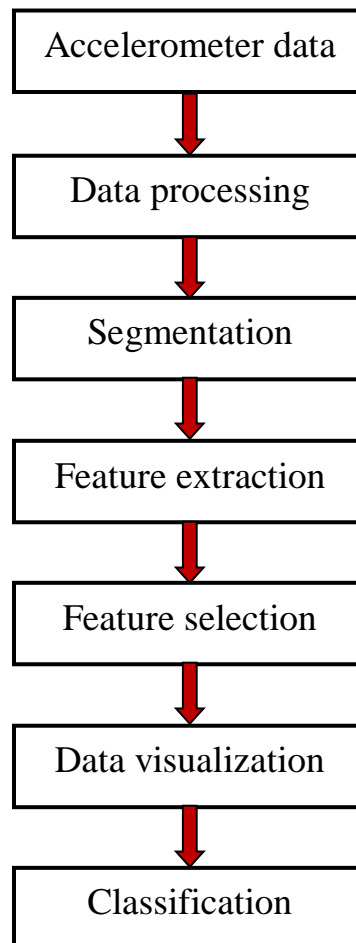 Accelerometer data
Data processing
Segmentation
Feature extraction
Feature selection
Data visualization
Classification